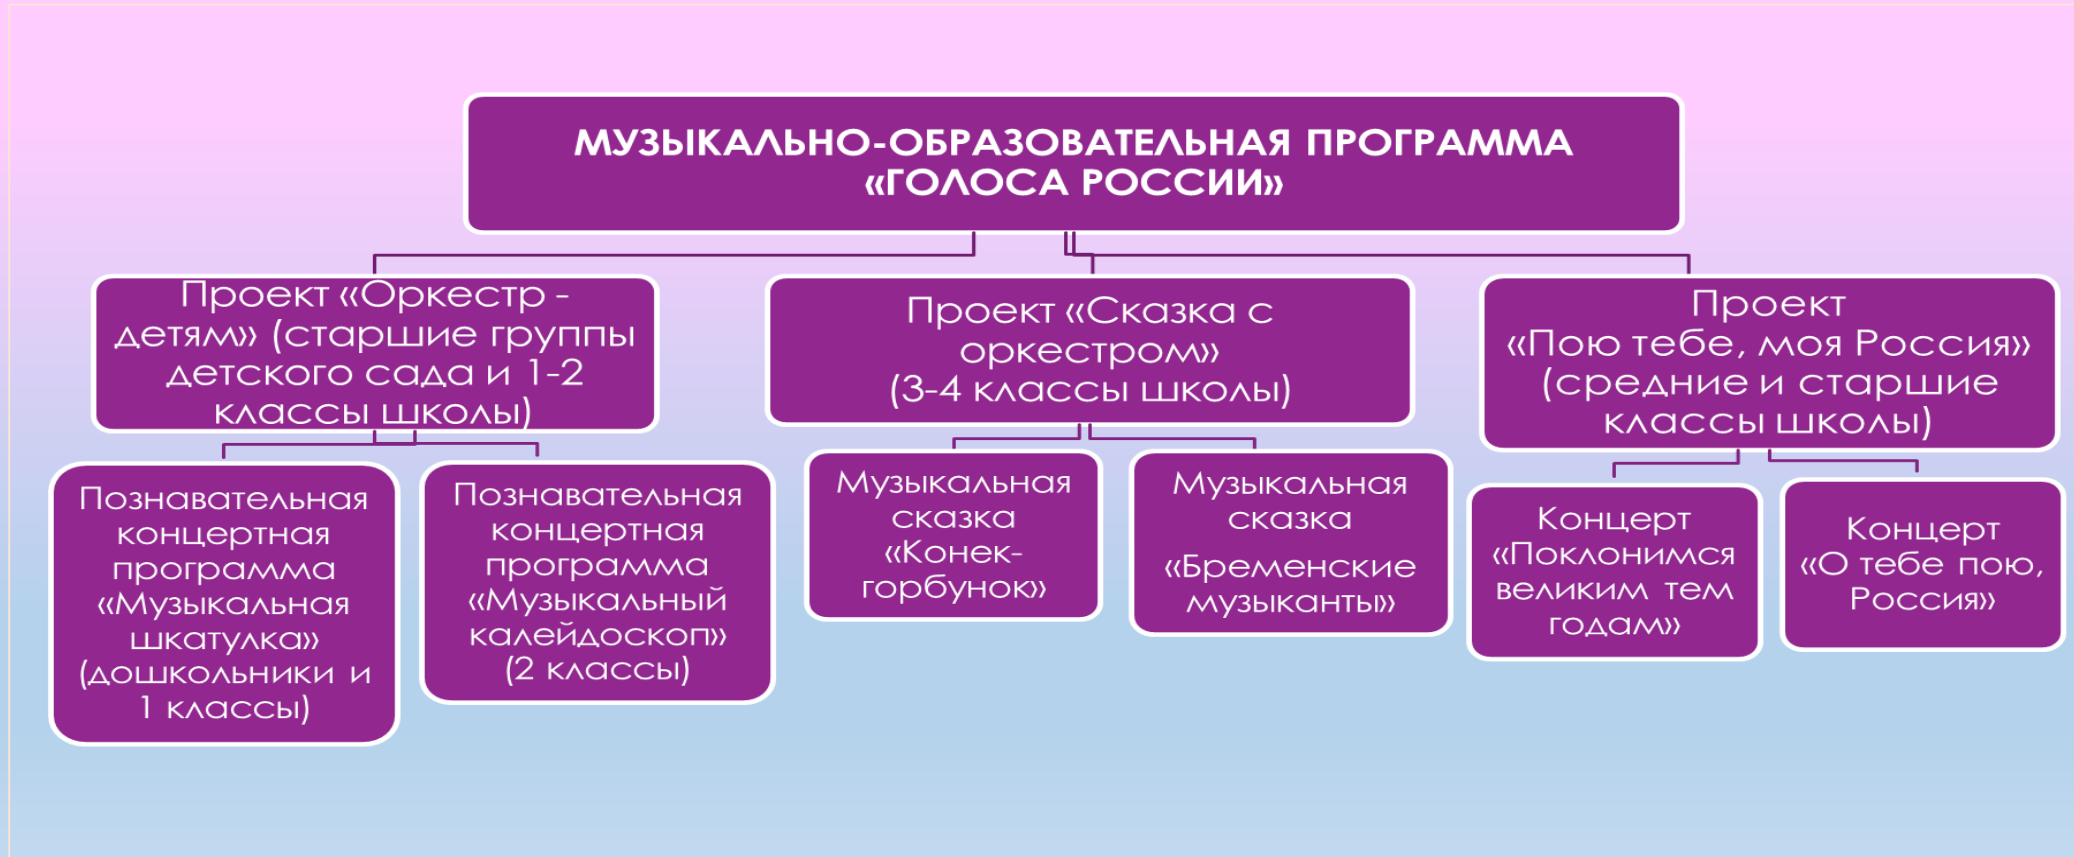 МУЗЫКАЛЬНО-ОБРАЗОВАТЕЛЬНАЯ ПРОГРАММА
«ГОЛОСА РОССИИ»
Проект «Оркестр -
детям» (старшие группы
детского сада и 1-2
классы школы)
Проект «Сказка с
оркестром»
(3-4 классы школы)
Проект
«Пою тебе, моя Россия»
(средние и старшие
классы школы)
Познавательная
концертная
программа
«Музыкальная
шкатулка»
(дошкольники и
1 классы)
Познавательная
концертная
программа
«Музыкальный
калейдоскоп»
(2 классы)
Музыкальная
сказка
«Конек-
горбунок»
Музыкальная
сказка
«Бременские
музыканты»
Концерт
«Поклонимся
великим тем
годам»
Концерт
«О тебе пою,
Россия»